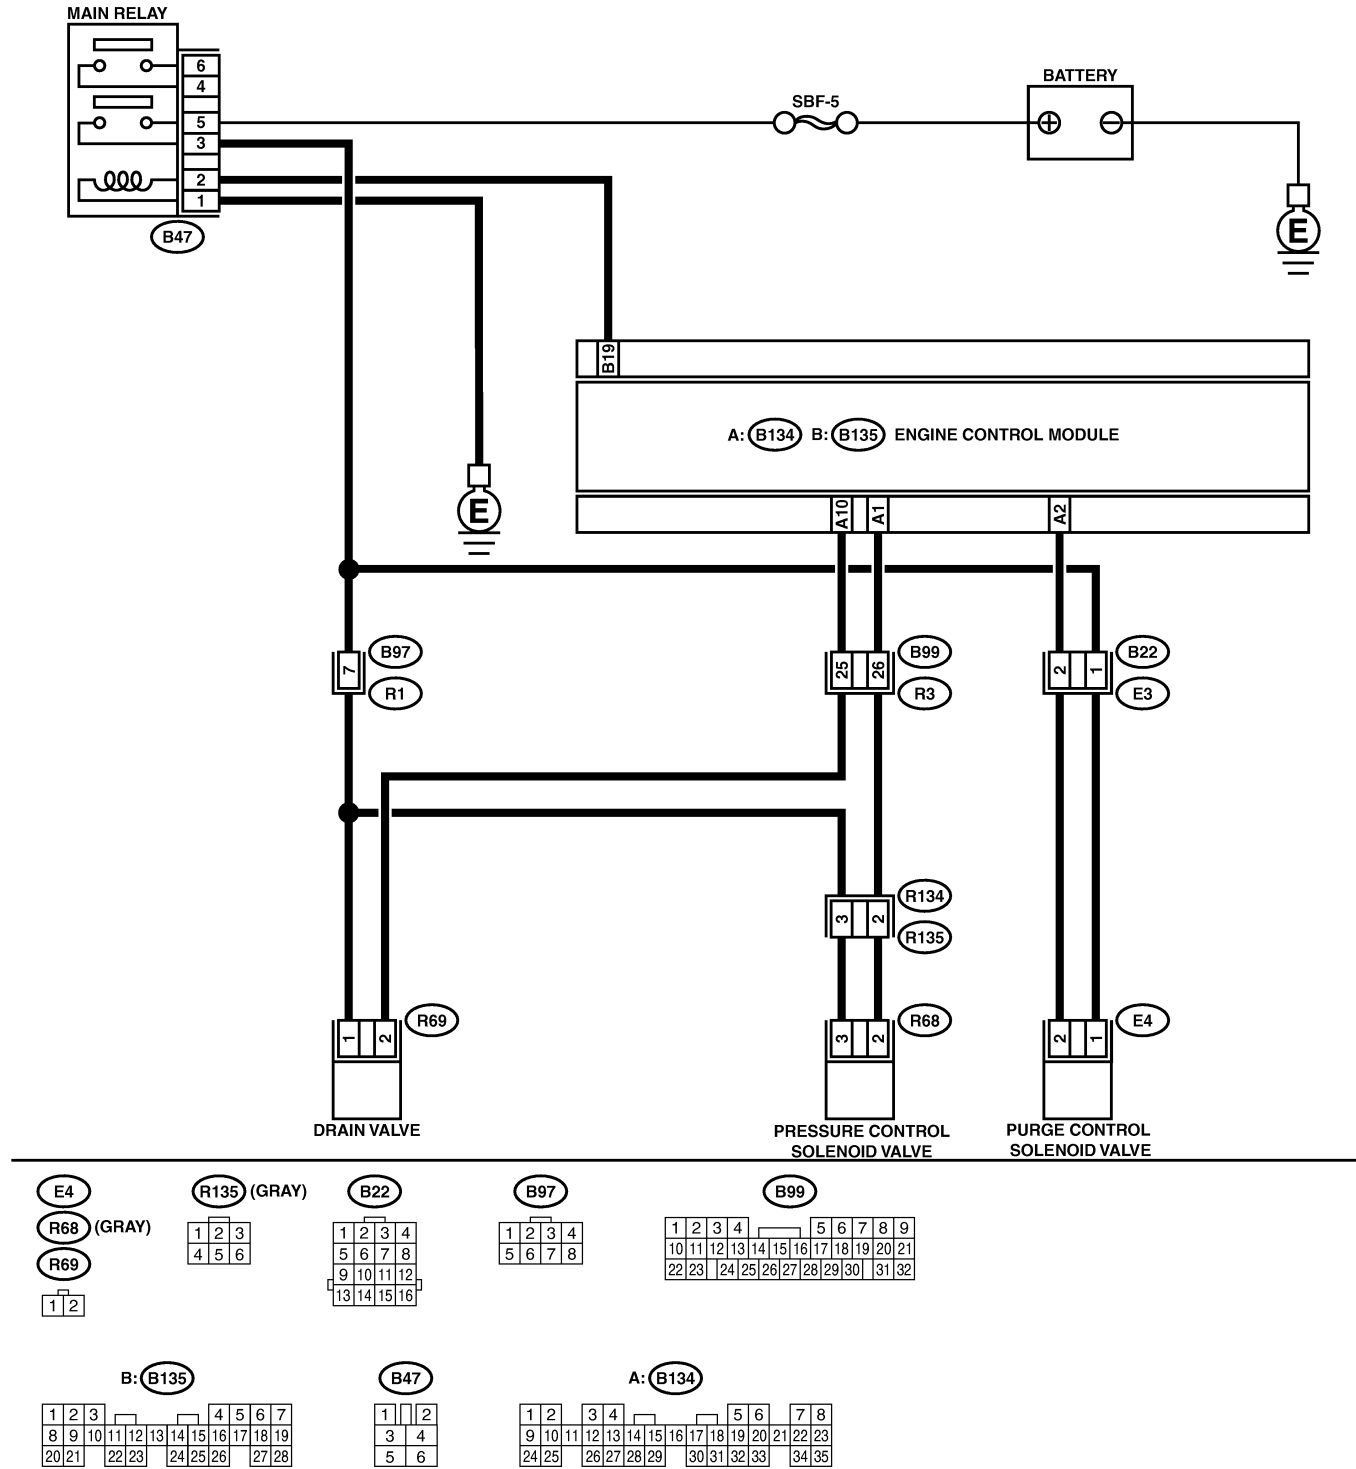 MAIN RELAY
6
4
5
3
2
1
B47
SBF-5
BATTERY
+
−
E
B19
A: B134 B: B135 ENGINE CONTROL MODULE
A10
A1
A2
E
7
B97
R1
25
26
B99
R3
2
1
B22
E3
3
2
R134
R135
1
2
R69
3
2
R68
2
1
E4
DRAIN VALVE
PRESSURE CONTROL
SOLENOID VALVE
PURGE CONTROL
SOLENOID VALVE
E4
R68 (GRAY)
R69
1 2
R135 (GRAY)
1 2 3
4 5 6
B22
1 2 3 4
5 6 7 8
9 10 11 12
13 14 15 16
B97
1 2 3 4
5 6 7 8
B99
1 2 3 4 5 6 7 8 9
10 11 12 13 14 15 16 17 18 19 20 21
22 23 24 25 26 27 28 29 30 31 32
B: B135
1 2 3 4 5 6 7
8 9 10 11 12 13 14 15 16 17 18 19
20 21 22 23 24 25 26 27 28
B47
1 2
3 4
5 6
A: B134
1 2 3 4 5 6 7 8
9 10 11 12 13 14 15 16 17 18 19 20 21 22 23
24 25 26 27 28 29 30 31 32 33 34 35